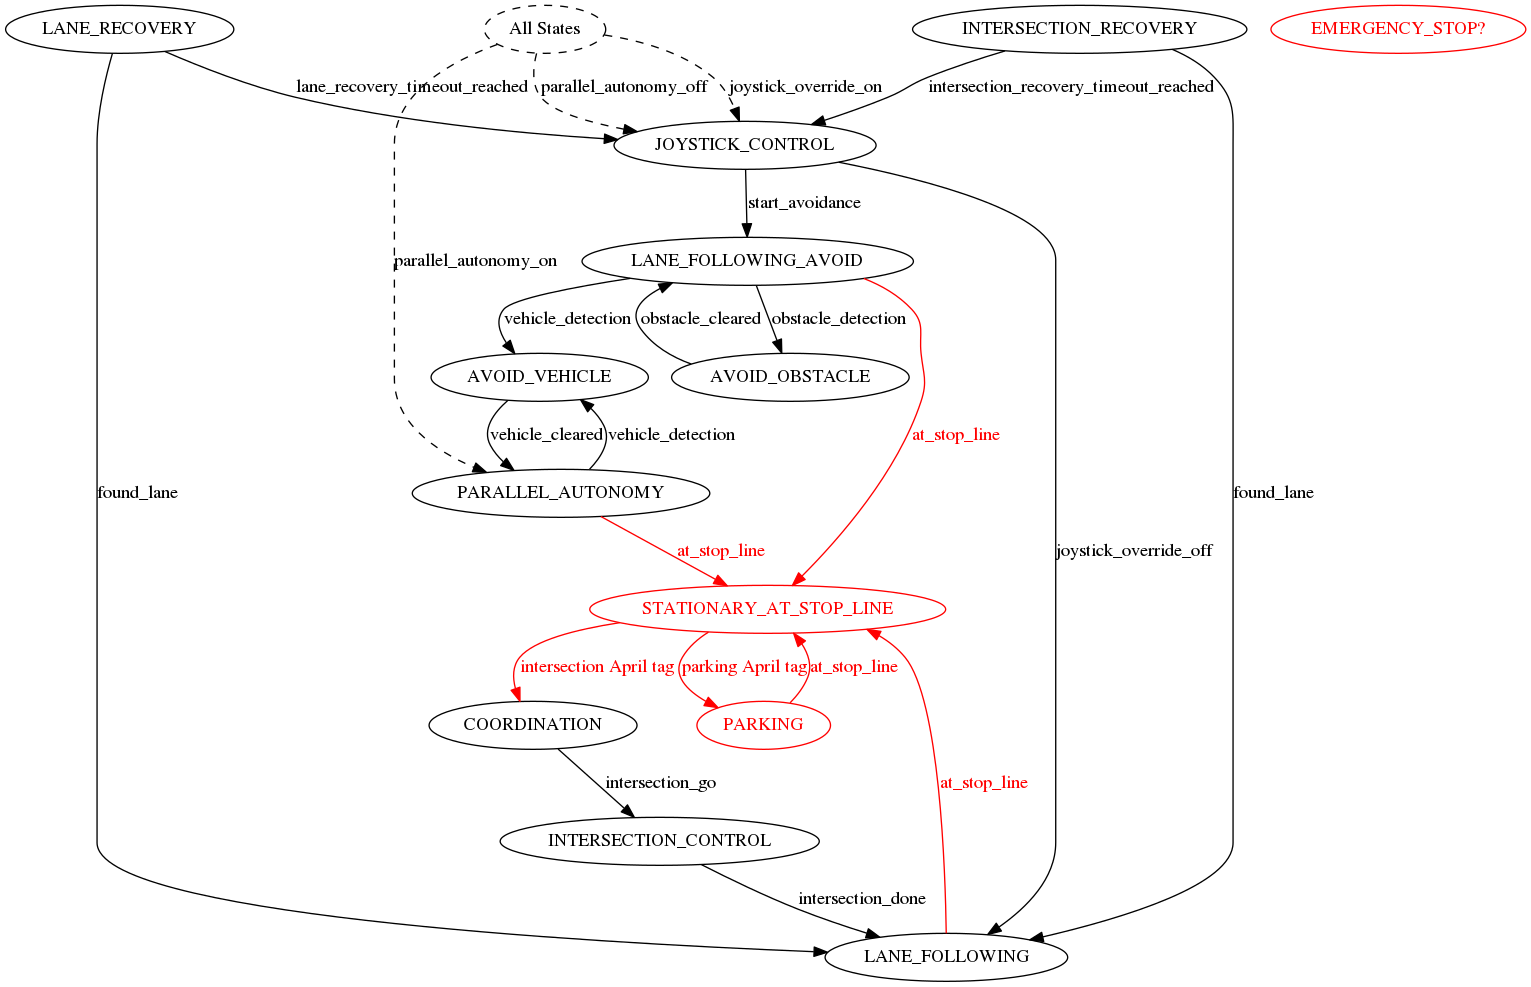 LANE_RECOVERY
All States
INTERSECTION_RECOVERY
EMERGENCY_STOP?
lane_recovery_timeout_reached
parallel_autonomy_off
joystick_override_on
intersection_recovery_timeout_reached
JOYSTICK_CONTROL
start_avoidance
parallel_autonomy_on
LANE_FOLLOWING_AVOID
vehicle_detection
obstacle_cleared
obstacle_detection
AVOID_VEHICLE
AVOID_OBSTACLE
vehicle_cleared
vehicle_detection
at_stop_line
found_lane
PARALLEL_AUTONOMY
found_lane
at_stop_line
joystick_override_off
STATIONARY_AT_STOP_LINE
intersection April tag
parking April tag
at_stop_line
COORDINATION
PARKING
intersection_go
at_stop_line
INTERSECTION_CONTROL
intersection_done
LANE_FOLLOWING